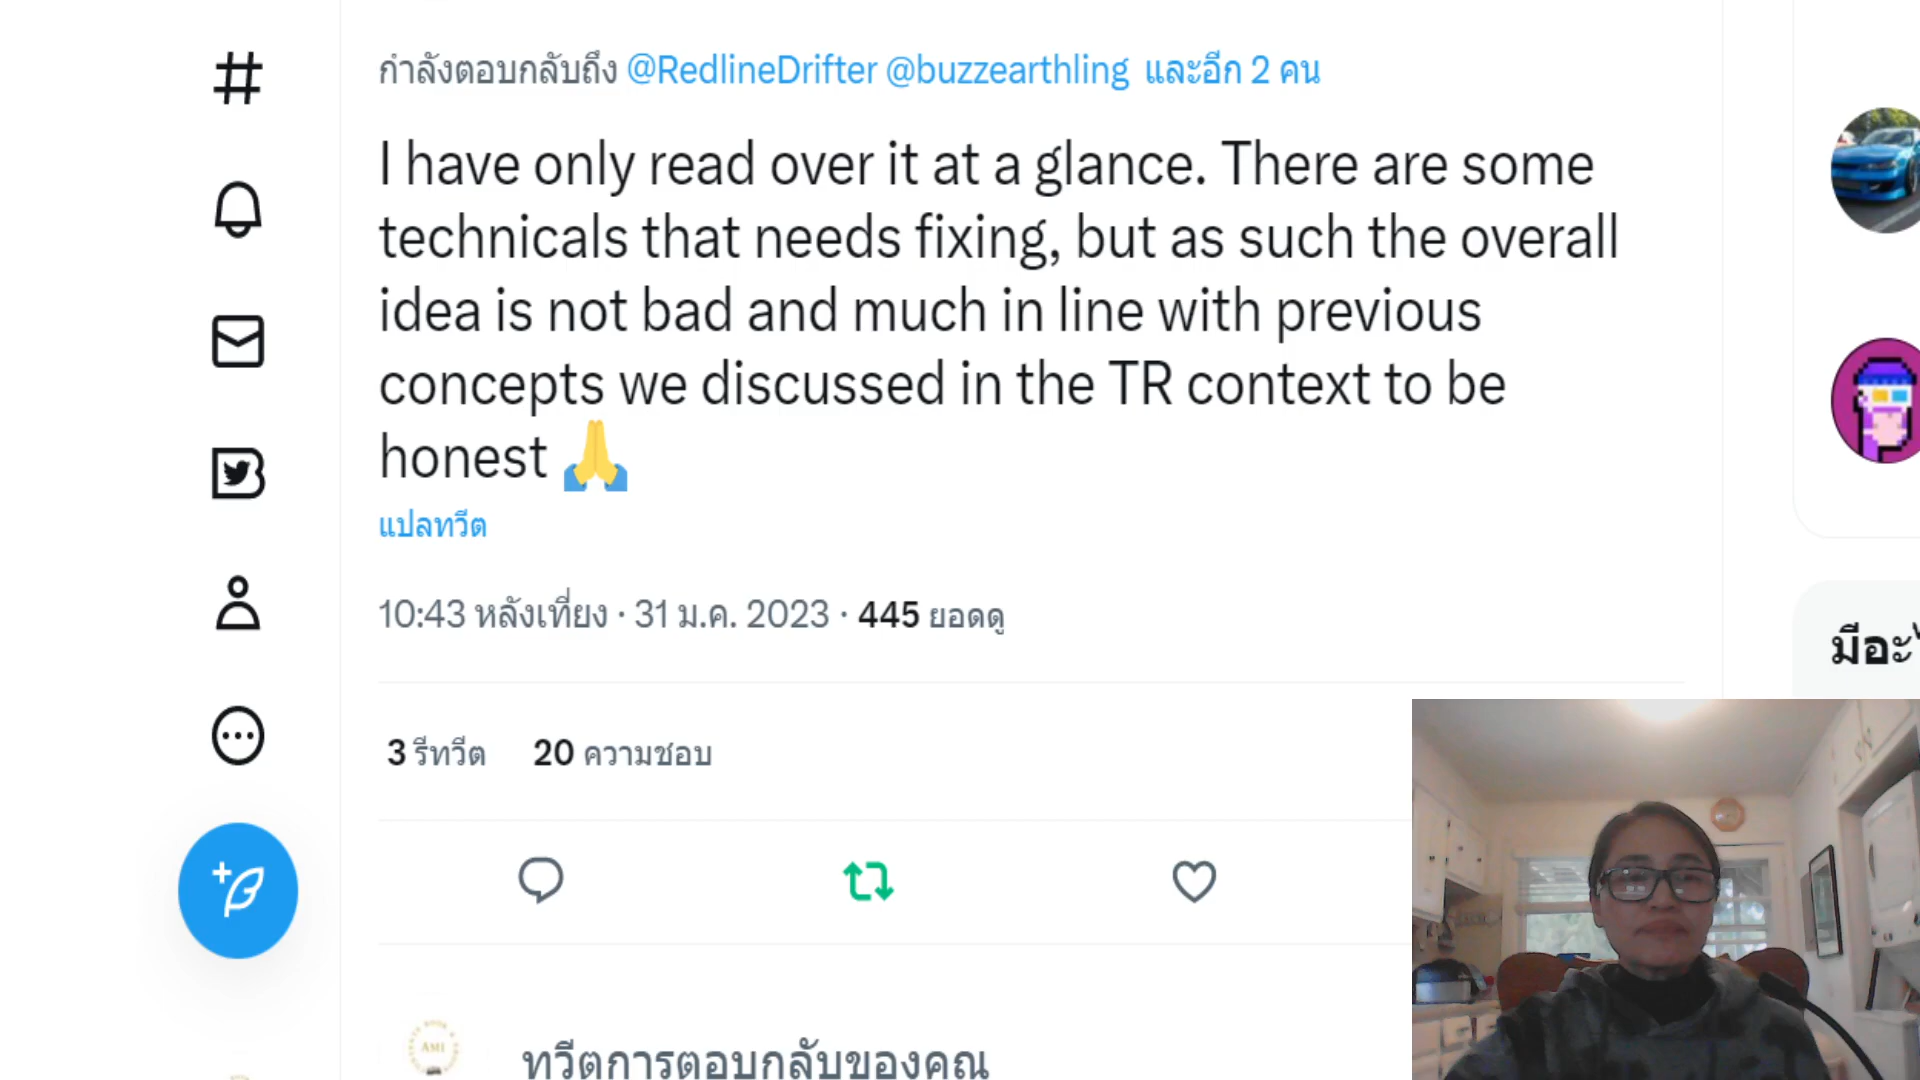 กำลังตอบกลับถึง @RedlineDrifter @buzzearthling และอีก 2 คน
I have only read over it at a glance. There are some
technicals that needs fixing, but as such the overall
idea is not bad and much in line with previous
concepts we discussed in the TR context to be
honest 🙏
แปลทวีต
10:43 หลังเที่ยง · 31 ม.ค. 2023 · 445 ยอดดู
3 รีทวีต 20 ความชอบ
AMI
ทวีตการตอบกลับของคุณ